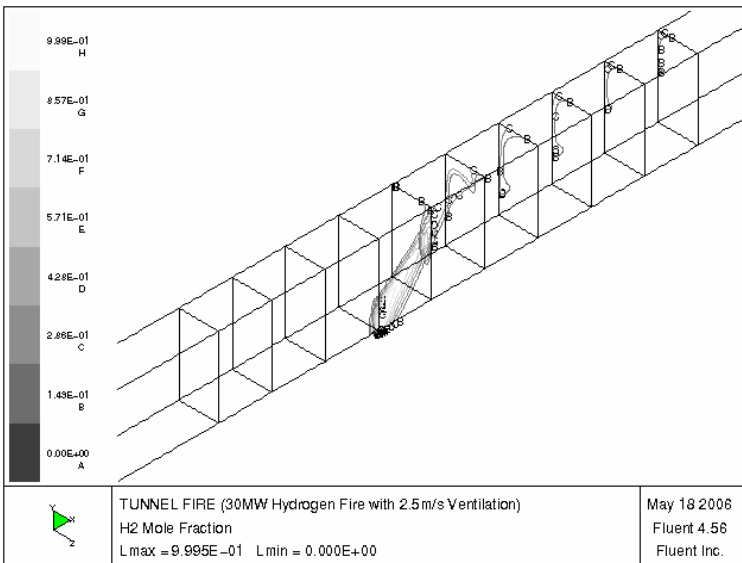 9.99E-01
H
8.57E-01
G
7.14E-01
F
5.71E-01
E
4.28E-01
D
2.86E-01
C
1.43E-01
B
0.00E+00
A
Y
X
Z
TUNNEL FIRE (30MW Hydrogen Fire with 2.5m/s Ventilation)
H2 Mole Fraction
Lmax = 9.995E-01 Lmin = 0.000E+00
May 18 2006
Fluent 4.56
Fluent Inc.